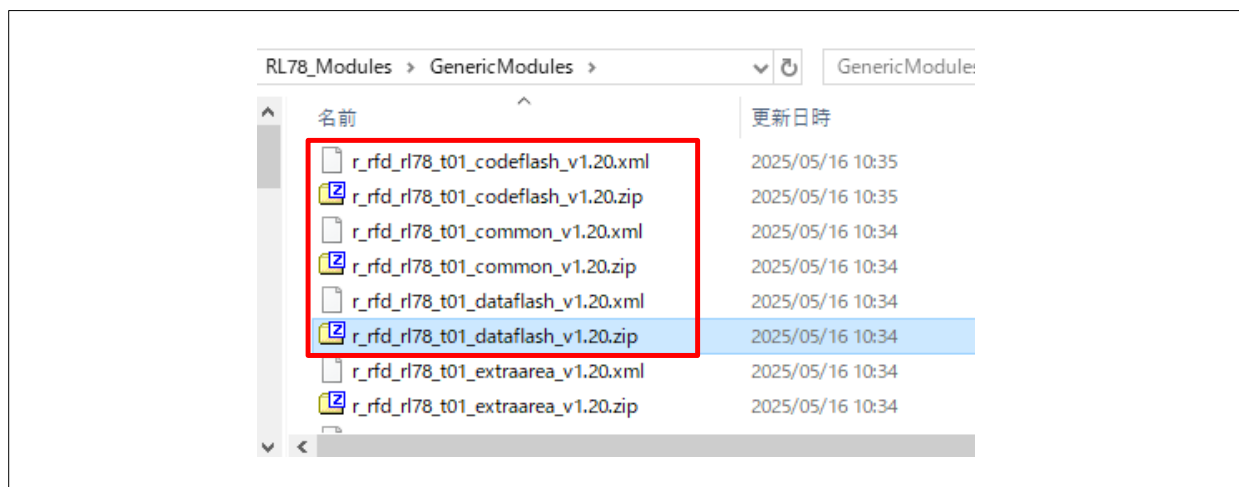 RL78_Modules > GenericModules >
GenericModules
名前 更新日時
r_rfd_rl78_t01_codeflash_v1.20.xml 2025/05/16 10:35
r_rfd_rl78_t01_codeflash_v1.20.zip 2025/05/16 10:35
r_rfd_rl78_t01_common_v1.20.xml 2025/05/16 10:34
r_rfd_rl78_t01_common_v1.20.zip 2025/05/16 10:34
r_rfd_rl78_t01_dataflash_v1.20.xml 2025/05/16 10:34
r_rfd_rl78_t01_dataflash_v1.20.zip 2025/05/16 10:34
r_rfd_rl78_t01_extraarea_v1.20.xml 2025/05/16 10:34
r_rfd_rl78_t01_extraarea_v1.20.zip 2025/05/16 10:34